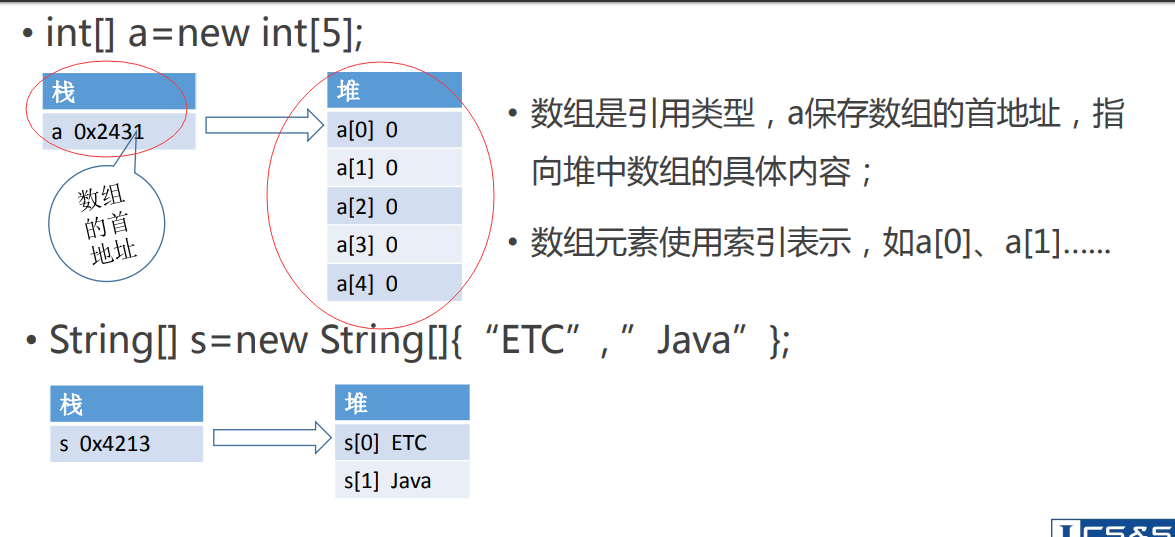 • int[] a=new int[5];
栈
a 0x2431
数组
的首
地址
堆
a[0] 0
a[1] 0
a[2] 0
a[3] 0
a[4] 0
• 数组是引用类型，a保存数组的首地址，指
向堆中数组的具体内容；
• 数组元素使用索引表示，如a[0]、a[1]……
• String[] s=new String[]{“ETC”,”Java”};
栈
s 0x4213
堆
s[0] ETC
s[1] Java